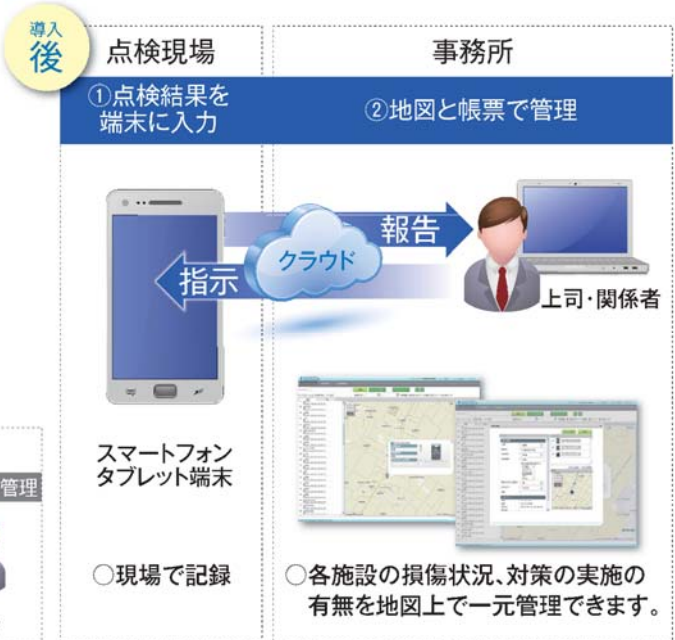 導入
後
点検現場
事務所
①点検結果を
端末に入力
②地図と帳票で管理
報告
クラウド
指示
上司・関係者
スマートフォン
タブレット端末
管理
○現場で記録
○各施設の損傷状況、対策の実施の
有無を地図上で一元管理できます。